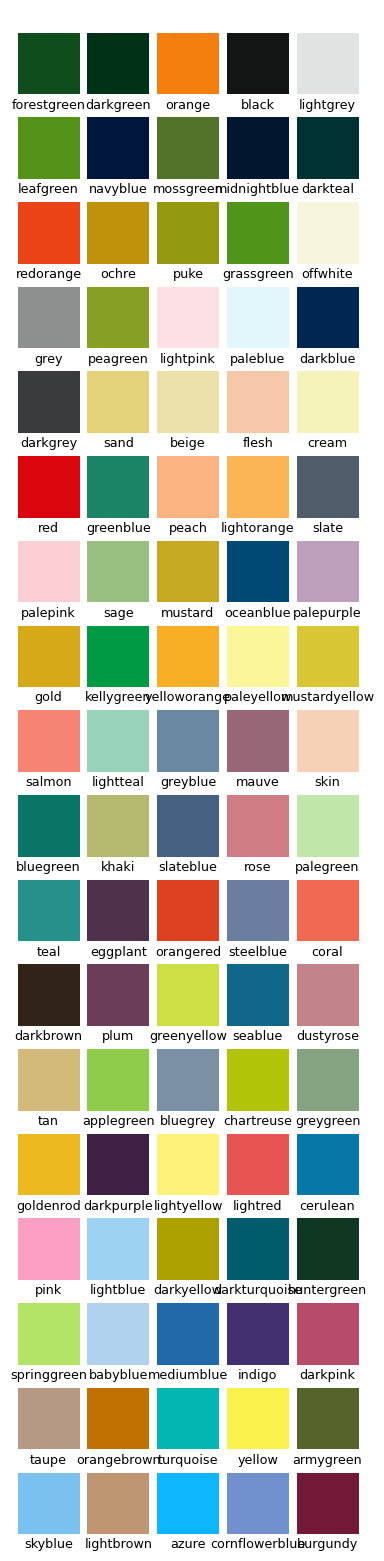 forestgreen darkgreen orange black lightgrey
leafgreen navyblue mossgreen midnightblue darkteal
redorange ochre puke grassgreen offwhite
grey peagreen lightpink paleblue darkblue
darkgrey sand beige flesh cream
red greenblue peach lightorange slate
palepink sage mustard oceanblue palepurple
gold kellygreen yelloworange paleyellow mustardyellow
salmon lightteal greyblue mauve skin
bluegreen khaki slateblue rose palegreen
teal eggplant orangered steelblue coral
darkbrown plum greenyellow seablue dustyrose
tan applegreen bluegrey chartreuse greygreen
goldenrod darkpurple lightyellow lightred cerulean
pink lightblue darkyellow darkturquoise huntergreen
springgreen babyblue mediumblue indigo darkpink
taupe orangebrown turquoise yellow armygreen
skyblue lightbrown azure cornflowerblue burgundy